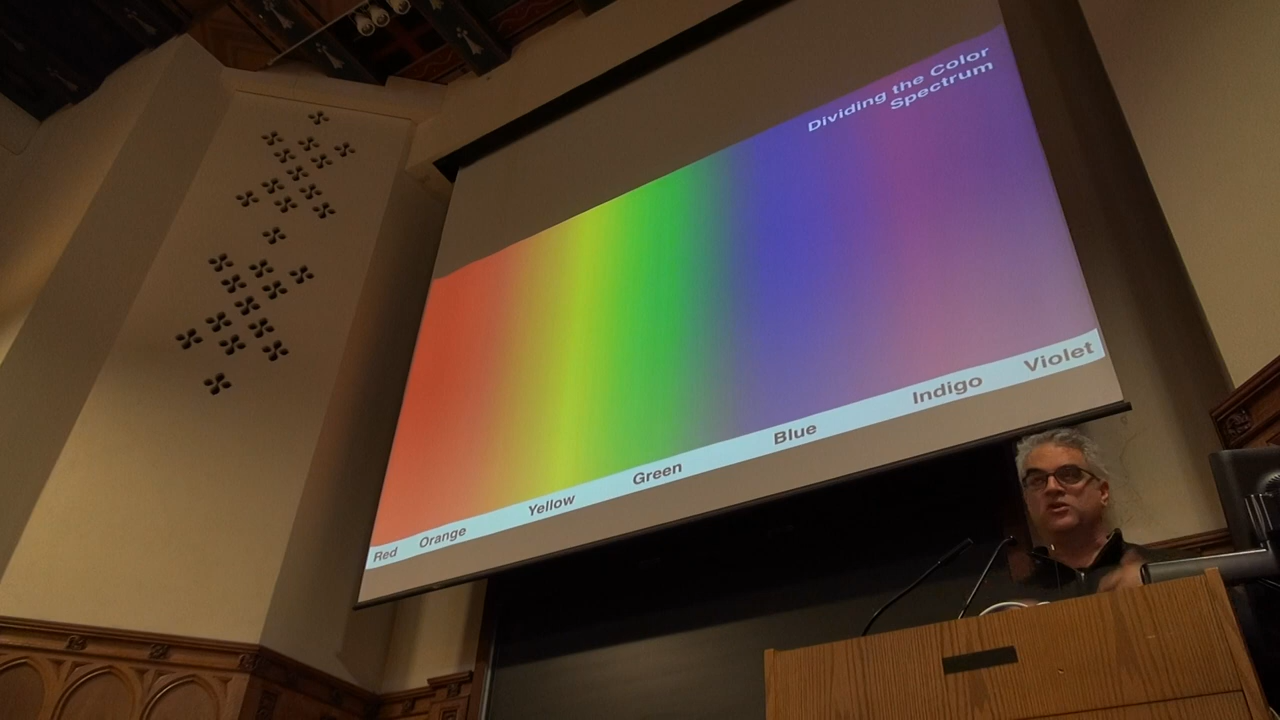 Dividing the Color
Spectrum
Red Orange Yellow Green Blue Indigo Violet